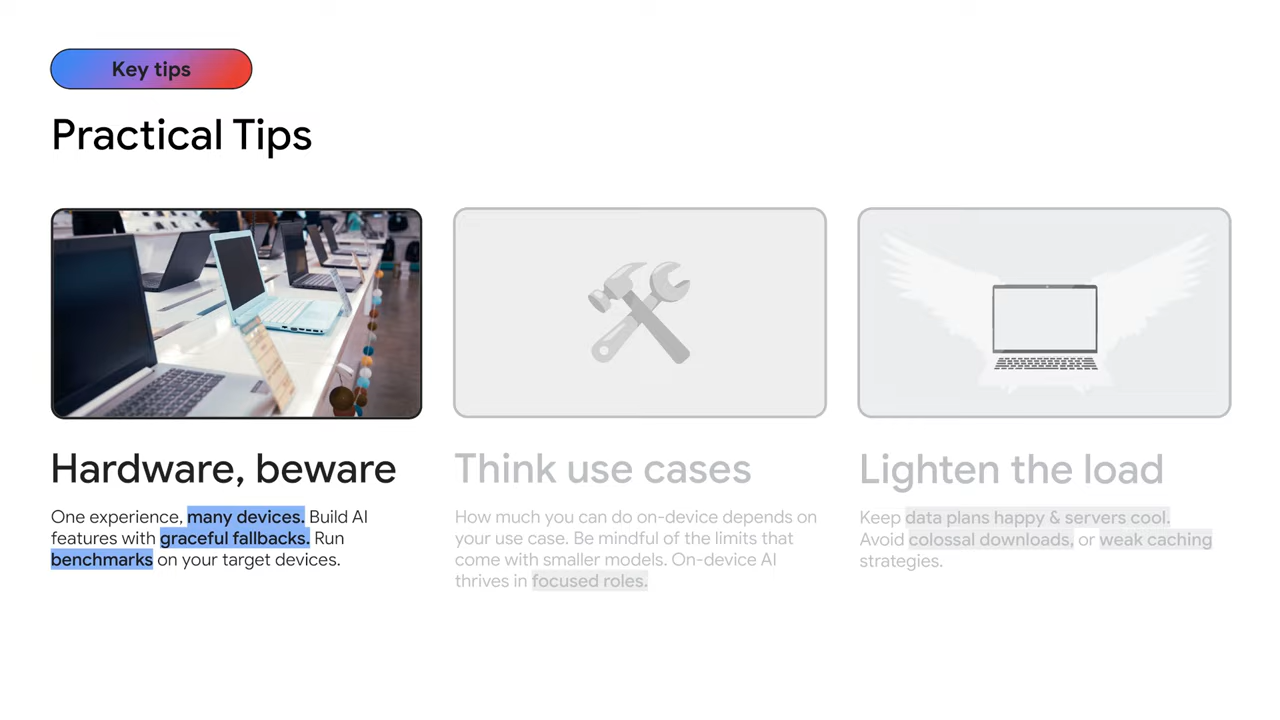 Key tips
Practical Tips
Hardware, beware
One experience, many devices. Build AI
features with graceful fallbacks. Run
benchmarks on your target devices.
Think use cases
How much you can do on-device depends on
your use case. Be mindful of the limits that
come with smaller models. On-device AI
thrives in focused roles.
Lighten the load
Keep data plans happy & servers cool.
Avoid colossal downloads, or weak caching
strategies.